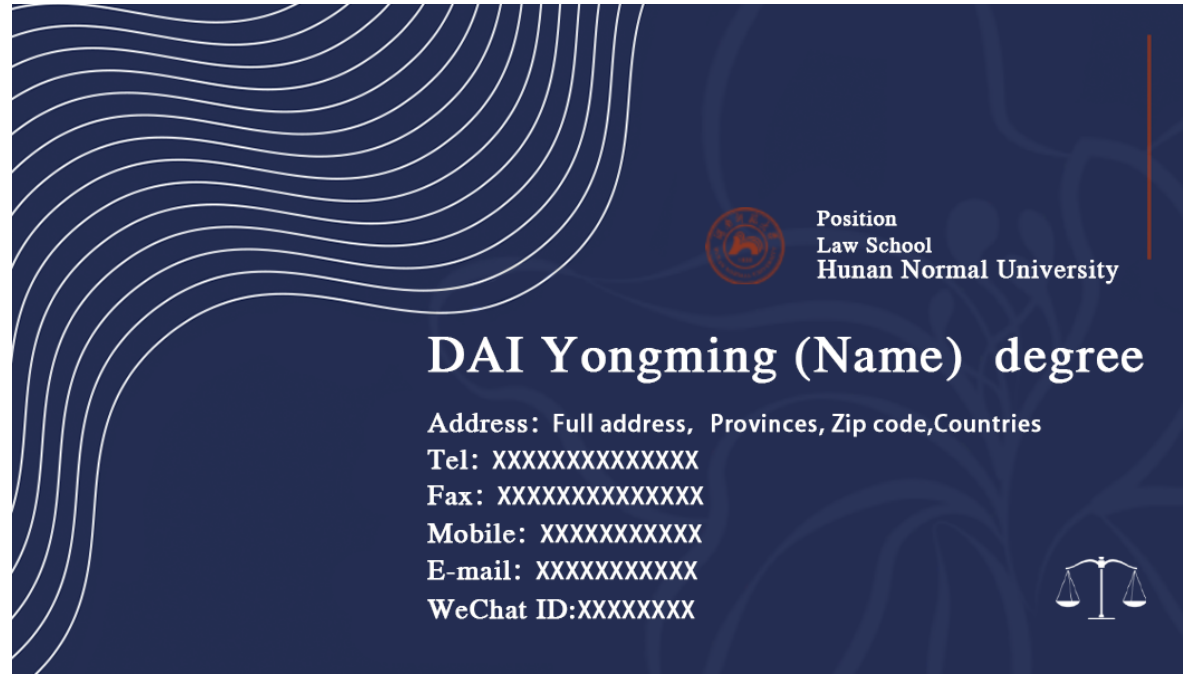 Position
Law School
Hunan Normal University
DAI Yongming (Name) degree
Address: Full address, Provinces, Zip code,Countries
Tel: XXXXXXXXXXXXXX
Fax: XXXXXXXXXXXXXX
Mobile: XXXXXXXXXXX
E-mail: XXXXXXXXXXX
WeChat ID:XXXXXXXX